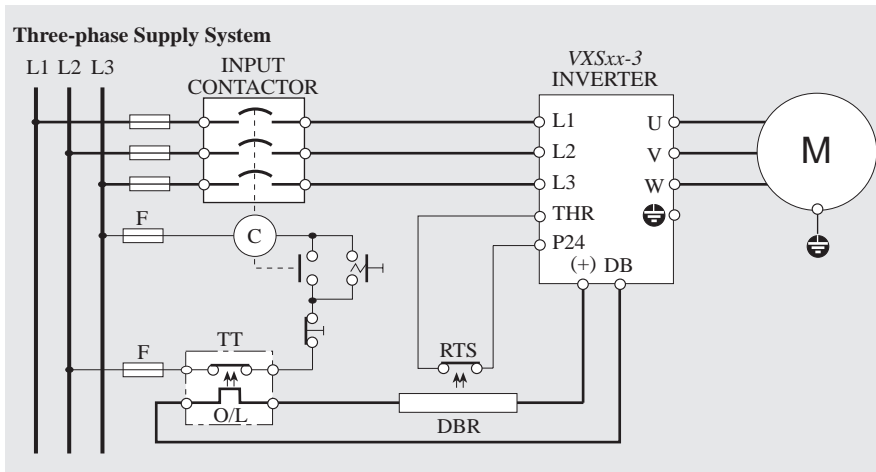 Three-phase Supply System
L1 L2 L3
INPUT
CONTACTOR
VXSxx-3
INVERTER
L1
U
L2
V
L3
W
M
THR
P24
F
C
(+) DB
TT
RTS
F
O/L
DBR